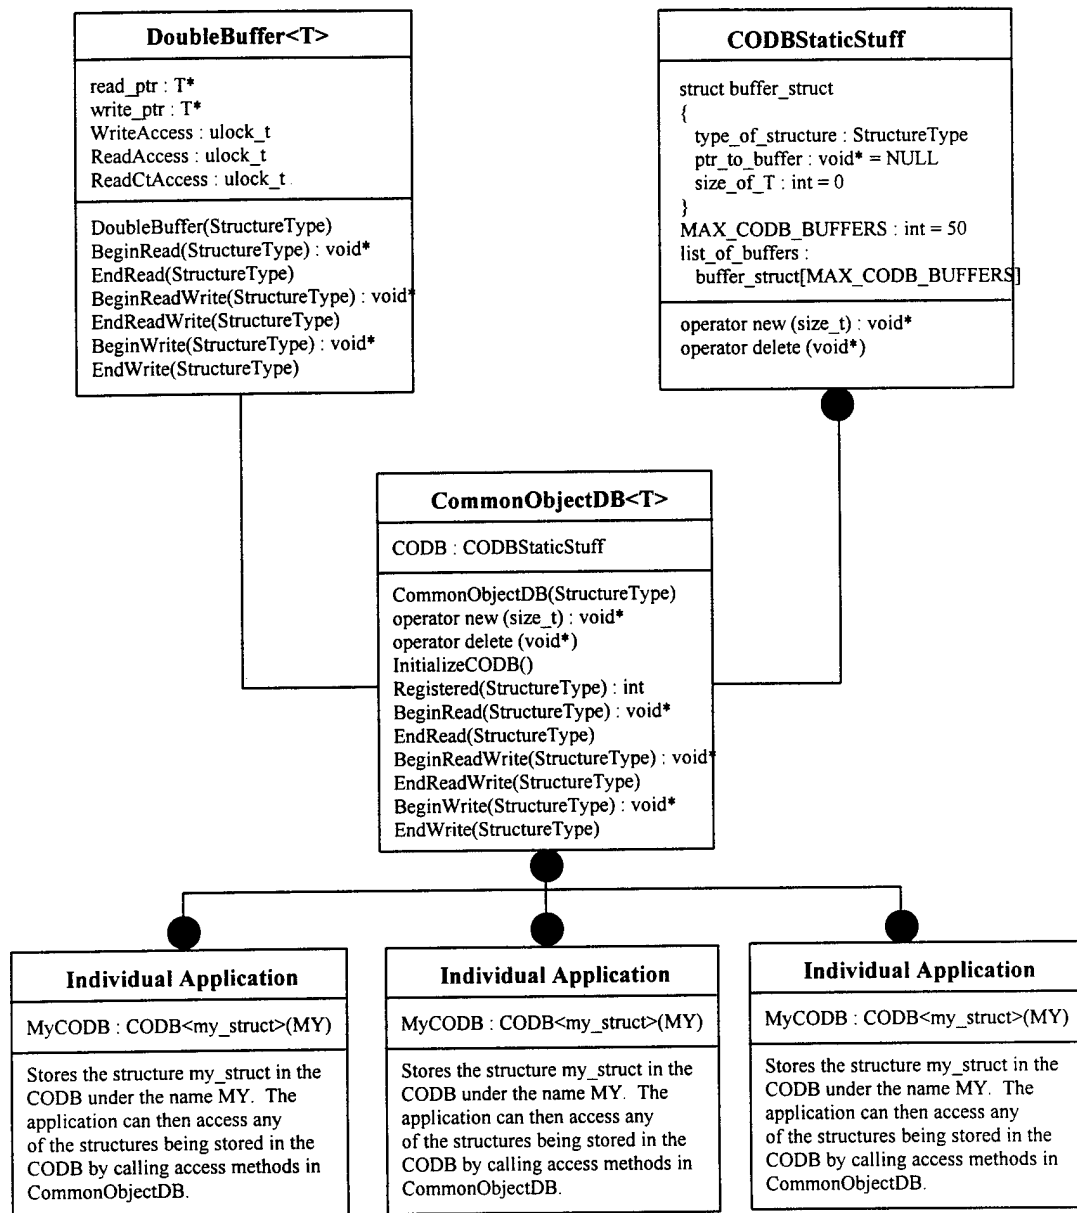 DoubleBuffer<T>
read_ptr : T*
write_ptr : T*
WriteAccess : ulock_t
ReadAccess : ulock_t
ReadCtAccess : ulock_t
DoubleBuffer(StructureType)
BeginRead(StructureType) : void*
EndRead(StructureType)
BeginReadWrite(StructureType) : void*
EndReadWrite(StructureType)
BeginWrite(StructureType) : void*
EndWrite(StructureType)
CODBStaticStuff
struct buffer_struct
{
type_of_structure : StructureType
ptr_to_buffer : void* = NULL
size_of_T : int = 0
}
MAX_CODB_BUFFERS : int = 50
list_of_buffers :
buffer_struct[MAX_CODB_BUFFERS]
operator new (size_t) : void*
operator delete (void*)
CommonObjectDB<T>
CODB : CODBStaticStuff
CommonObjectDB(StructureType)
operator new (size_t) : void*
operator delete (void*)
InitializeCODB()
Registered(StructureType) : int
BeginRead(StructureType) : void*
EndRead(StructureType)
BeginReadWrite(StructureType) : void*
EndReadWrite(StructureType)
BeginWrite(StructureType) : void*
EndWrite(StructureType)
Individual Application
MyCODB : CODB<my_struct>(MY)
Stores the structure my_struct in the
CODB under the name MY.  The
application can then access any
of the structures being stored in the
CODB by calling access methods in
CommonObjectDB.
Individual Application
MyCODB : CODB<my_struct>(MY)
Stores the structure my_struct in the
CODB under the name MY.  The
application can then access any
of the structures being stored in the
CODB by calling access methods in
CommonObjectDB.
Individual Application
MyCODB : CODB<my_struct>(MY)
Stores the structure my_struct in the
CODB under the name MY.  The
application can then access any
of the structures being stored in the
CODB by calling access methods in
CommonObjectDB.